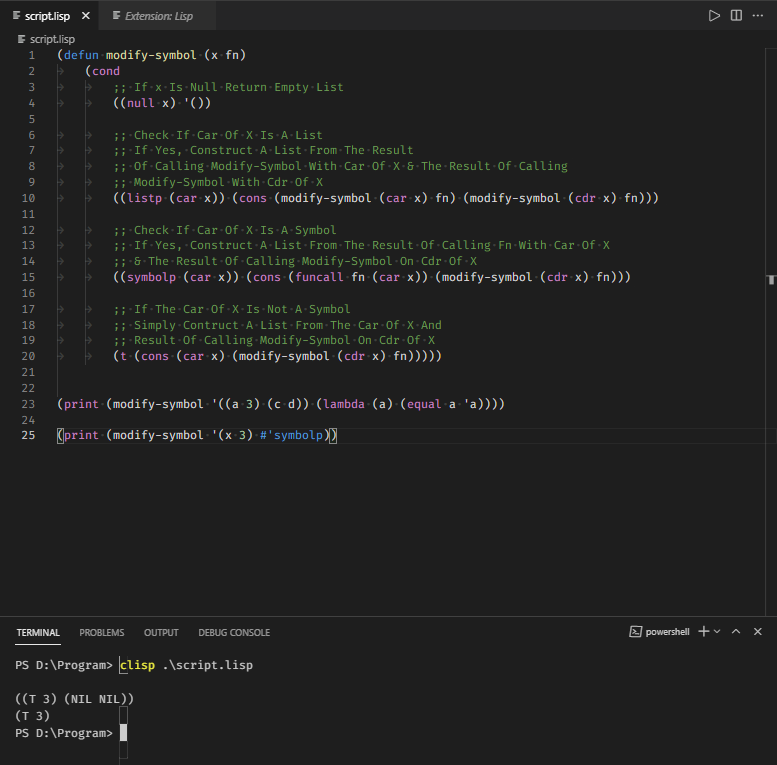 script.lisp
Extension: Lisp
script.lisp
1 (defun modify-symbol (x fn)
2 (cond
3 ;; If x Is Null Return Empty List
4 ((null x) '())
5
6 ;; Check If Car Of X Is A List
7 ;; If Yes, Construct A List From The Result
8 ;; Of Calling Modify-Symbol With Car Of X & The Result Of Calling
9 ;; Modify-Symbol With Cdr Of X
10 ((listp (car x)) (cons (modify-symbol (car x) fn) (modify-symbol (cdr x) fn)))
11
12 ;; Check If Car Of X Is A Symbol
13 ;; If Yes, Construct A List From The Result Of Calling Fn With Car Of X
14 ;; & The Result Of Calling Modify-Symbol On Cdr Of X
15 ((symbolp (car x)) (cons (funcall fn (car x)) (modify-symbol (cdr x) fn)))
16
17 ;; If The Car Of X Is Not A Symbol
18 ;; Simply Contruct A List From The Car Of X And
19 ;; Result Of Calling Modify-Symbol On Cdr Of X
20 (t (cons (car x) (modify-symbol (cdr x) fn)))))
21
22
23 (print (modify-symbol '((a 3) (c d)) (lambda (a) (equal a 'a))))
24
25 (print (modify-symbol '(x 3) #'symbolp))
TERMINAL PROBLEMS OUTPUT DEBUG CONSOLE powershell
PS D:\Program> clisp .\script.lisp
((T 3) (NIL NIL))
(T 3)
PS D:\Program>